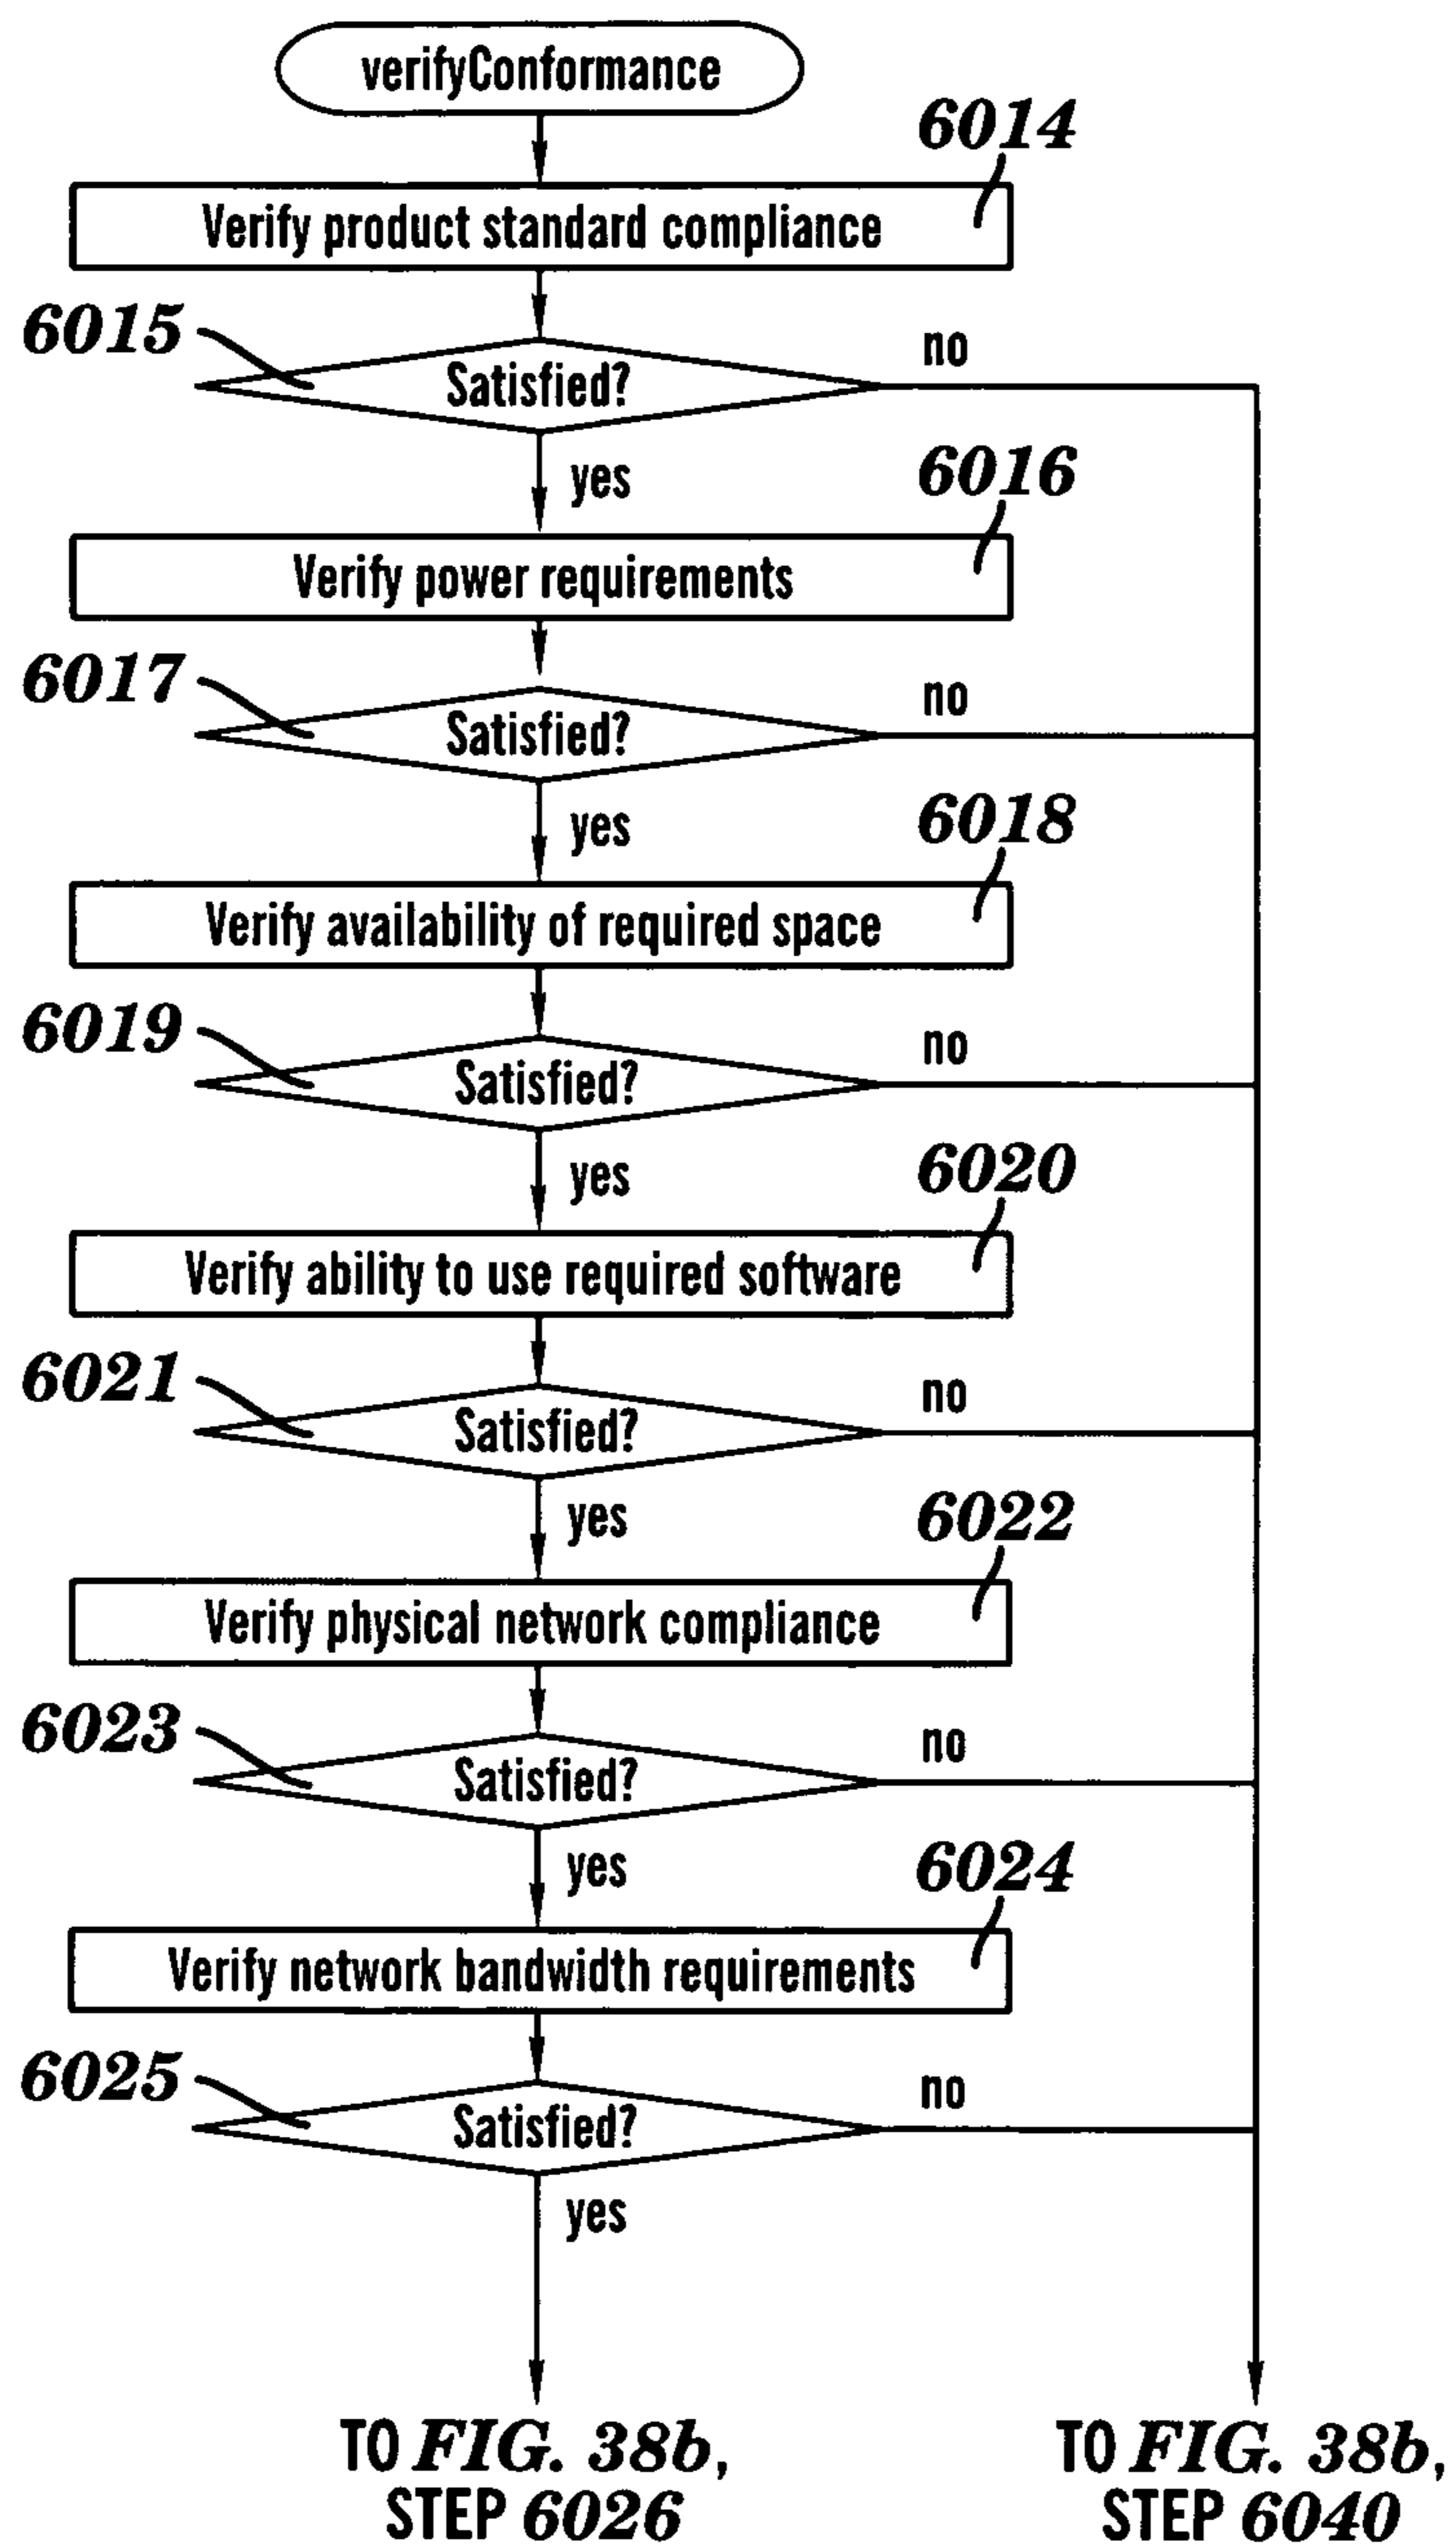 verifyConformance
6014
Verify product standard compliance
6015
Satisfied?
no
yes
6016
Verify power requirements
6017
Satisfied?
no
yes
6018
Verify availability of required space
6019
Satisfied?
no
yes
6020
Verify ability to use required software
6021
Satisfied?
no
yes
6022
Verify physical network compliance
6023
Satisfied?
no
yes
6024
Verify network bandwidth requirements
6025
Satisfied?
no
yes
TO FIG. 38b,
STEP 6026
TO FIG. 38b,
STEP 6040